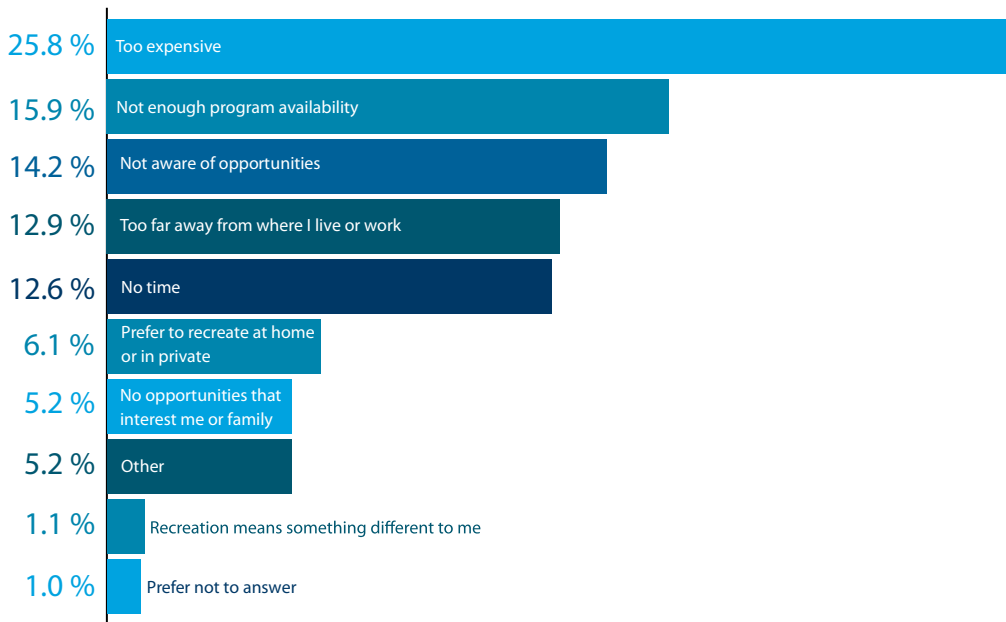 25.8 % Too expensive
15.9 % Not enough program availability
14.2 % Not aware of opportunities
12.9 % Too far away from where I live or work
12.6 % No time
6.1 % Prefer to recreate at home
or in private
5.2 % No opportunities that
interest me or family
5.2 % Other
1.1 % Recreation means something different to me
1.0 % Prefer not to answer